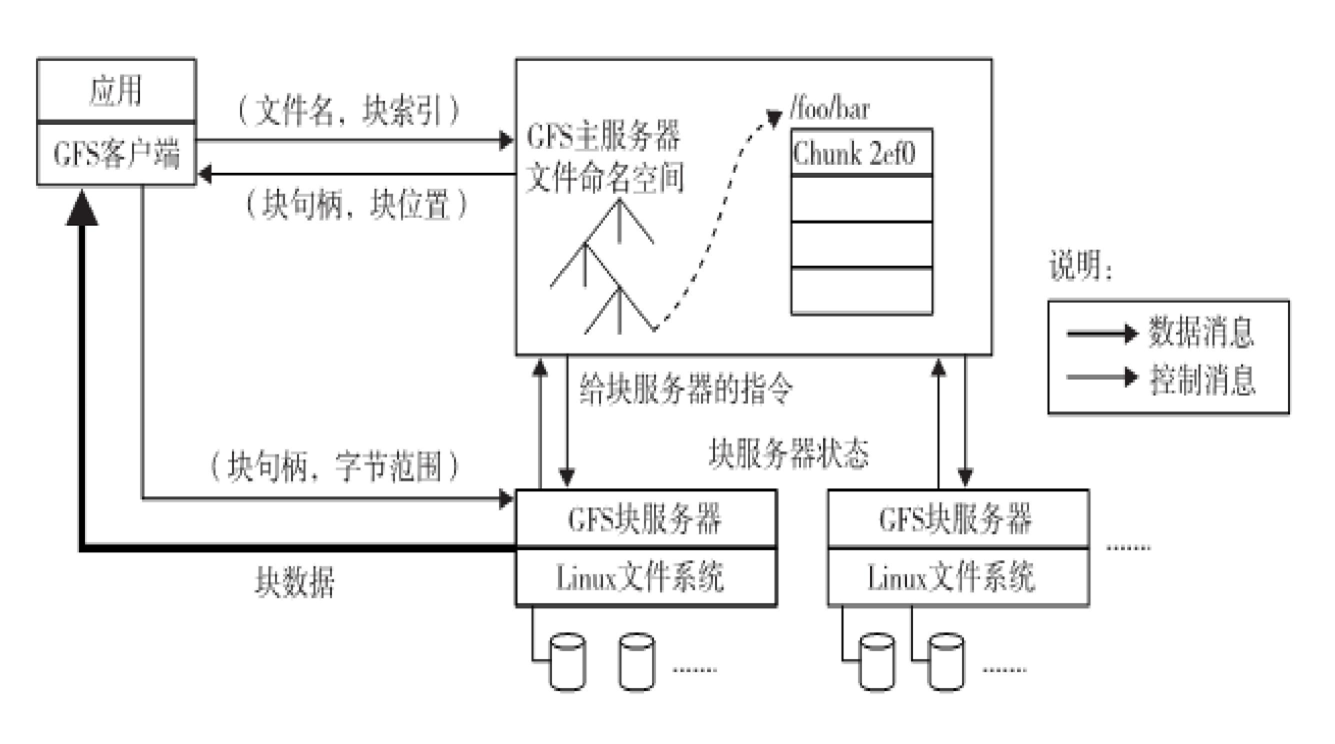 应用
GFS客户端
（文件名，块索引）
（块句柄，块位置）
GFS主服务器
文件命名空间
/foo/bar
Chunk 2ef0
说明：
数据消息
控制消息
给块服务器的指令
块服务器状态
（块句柄，字节范围）
GFS块服务器
Linux文件系统
GFS块服务器
Linux文件系统
.......
块数据
.......
.......